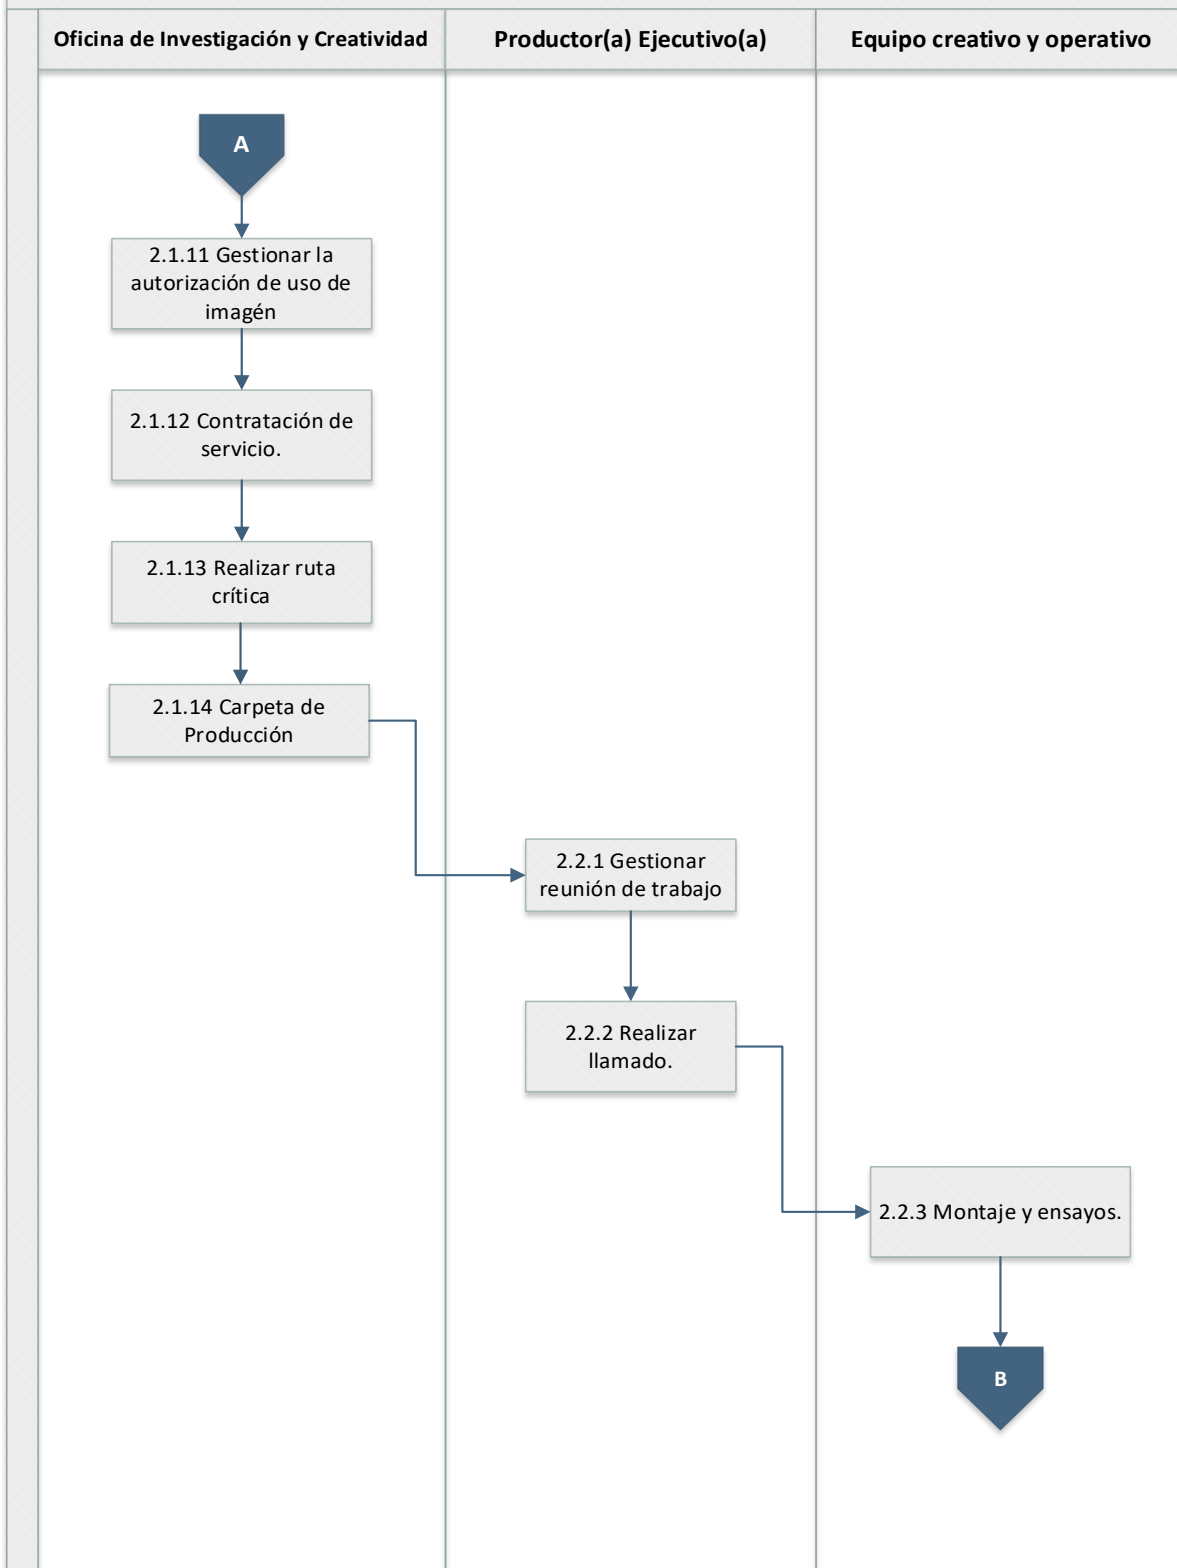 Oficina de Investigación y Creatividad
Productor(a) Ejecutivo(a)
Equipo creativo y operativo
A
2.1.11 Gestionar la
autorización de uso de
imagén
2.1.12 Contratación de
servicio.
2.1.13 Realizar ruta
crítica
2.1.14 Carpeta de
Producción
2.2.1 Gestionar
reunión de trabajo
2.2.2 Realizar
llamado.
2.2.3 Montaje y ensayos.
B